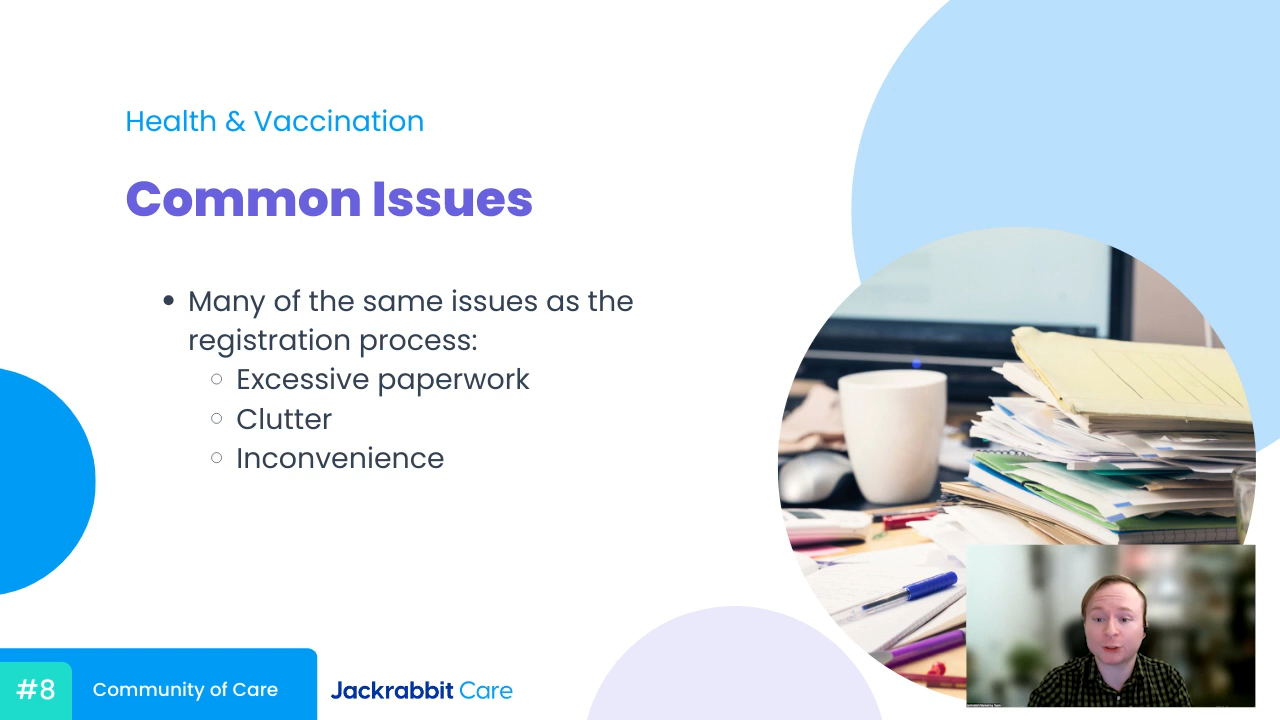 Health & Vaccination
Common Issues
Many of the same issues as the
registration process:
Excessive paperwork
Clutter
Inconvenience
#8
Community of Care
Jackrabbit Care